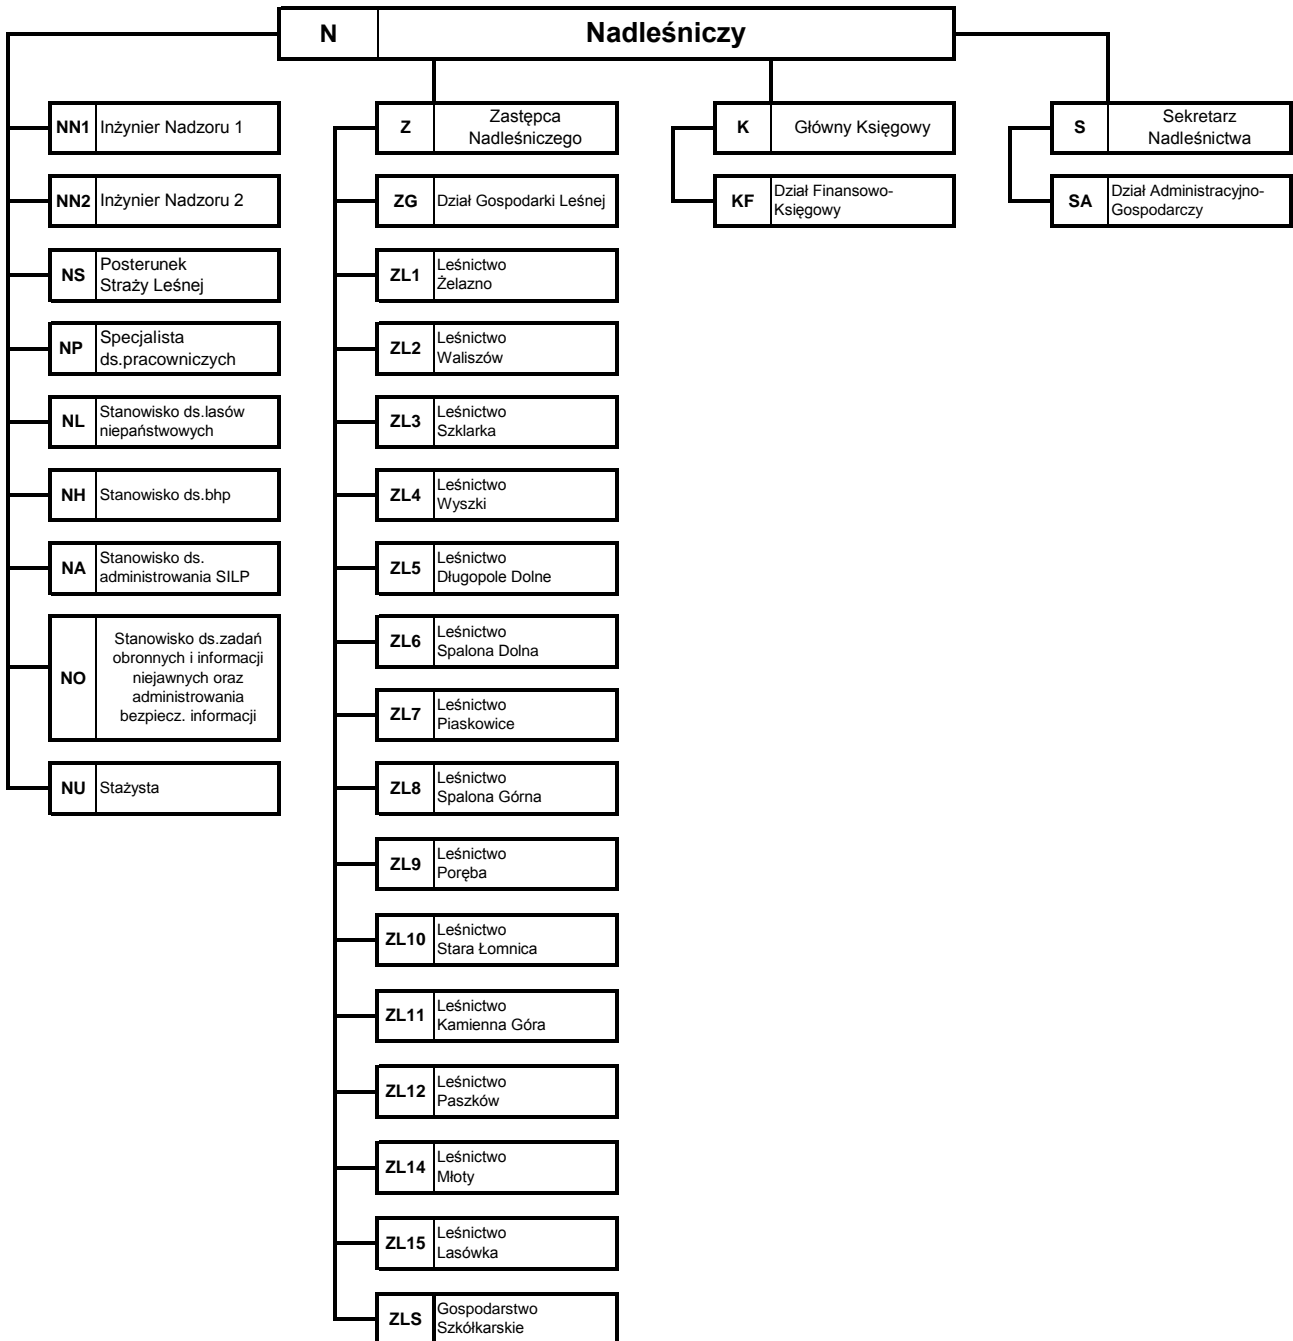 N Nadleśniczy
NN1 Inżynier Nadzoru 1
NN2 Inżynier Nadzoru 2
NS Posterunek
Straży Leśnej
NP Specjalista
ds.pracowniczych
NL Stanowisko ds.lasów
niepaństwowych
NH Stanowisko ds.bhp
NA Stanowisko ds.
administrowania SILP
NO Stanowisko ds.zadań
obronnych i informacji
niejawnych oraz
administrowania
bezpiecz. informacji
NU Stażysta
Z Zastępca
Nadleśniczego
ZG Dział Gospodarki Leśnej
ZL1 Leśnictwo
Żelazno
ZL2 Leśnictwo
Waliszów
ZL3 Leśnictwo
Szklarka
ZL4 Leśnictwo
Wyszki
ZL5 Leśnictwo
Długopole Dolne
ZL6 Leśnictwo
Spalona Dolna
ZL7 Leśnictwo
Piaskowice
ZL8 Leśnictwo
Spalona Górna
ZL9 Leśnictwo
Poręba
ZL10 Leśnictwo
Stara Łomnica
ZL11 Leśnictwo
Kamienna Góra
ZL12 Leśnictwo
Paszków
ZL14 Leśnictwo
Młoty
ZL15 Leśnictwo
Lasówka
ZLS Gospodarstwo
Szkółkarskie
K Główny Księgowy
KF Dział Finansowo-
Księgowy
S Sekretarz
Nadleśnictwa
SA Dział Administracyjno-
Gospodarczy